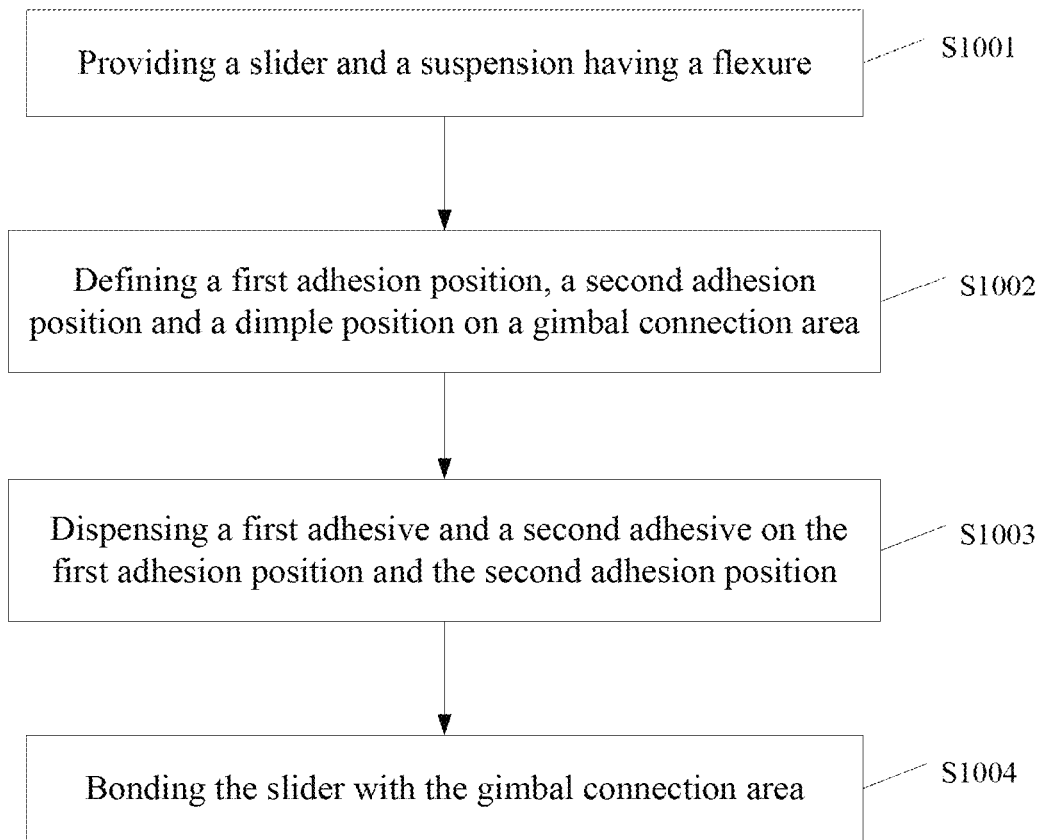 Providing a slider and a suspension having a flexure
S1001
Defining a first adhesion position, a second adhesion
position and a dimple position on a gimbal connection area
S1002
Dispensing a first adhesive and a second adhesive on the
first adhesion position and the second adhesion position
S1003
Bonding the slider with the gimbal connection area
S1004